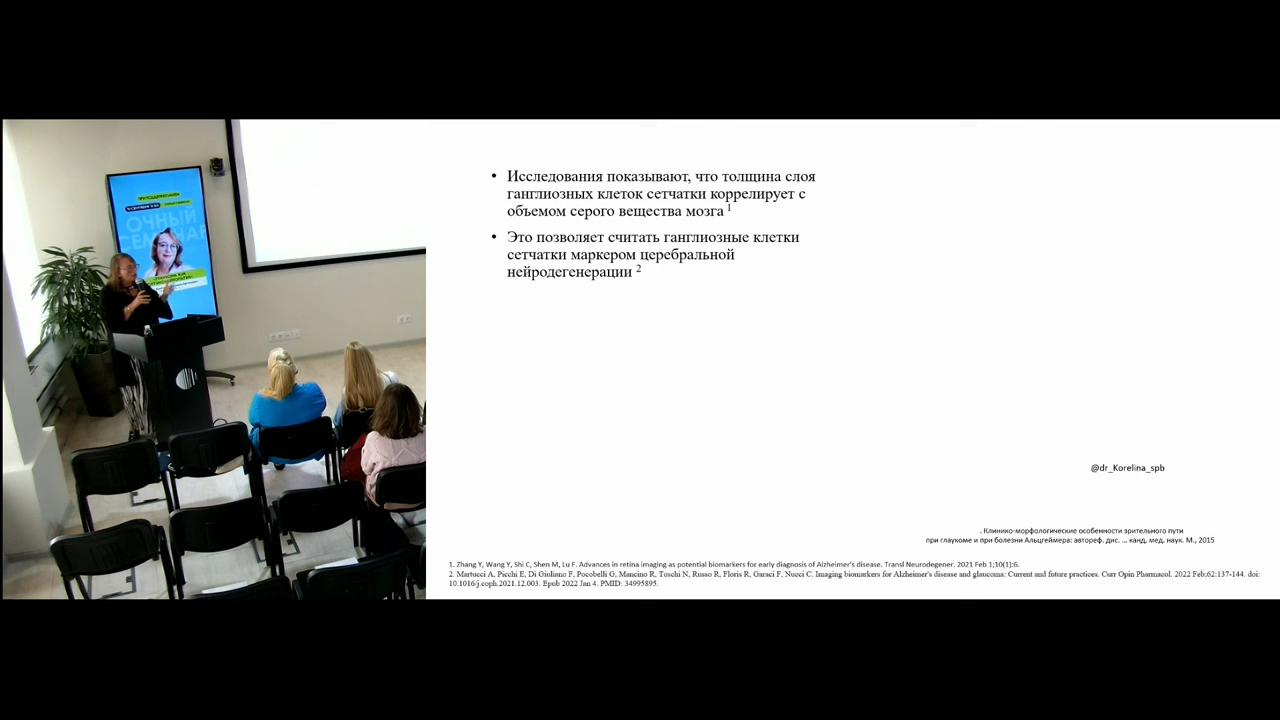 ОЧНЫЙ
СЕМИНАР
• Исследования показывают, что толщина слоя
ганглиозных клеток сетчатки коррелирует с
объемом серого вещества мозга 1
• Это позволяет считать ганглиозные клетки
сетчатки маркером церебральной
нейродегенерации 2
@dr_Korelina_spb
. Клинико-морфологические особенности зрительного пути
при глаукоме и при болезни Альцгеймера: автореф. дис. ... канд. мед. наук. М., 2015
1. Zhang Y, Wang Y, Shi C, Shen M, Lu F. Advances in retina imaging as potential biomarkers for early diagnosis of Alzheimer's disease. Transl Neurodegener. 2021 Feb 1;10(1):6.
2. Martucci A, Picchi E, Di Giuliano F, Pocobelli G, Mancino R, Toschi N, Russo R, Floris R, Garaci F, Nucci C. Imaging biomarkers for Alzheimer's disease and glaucoma: Current and future practices. Curr Opin Pharmacol. 2022 Feb;62:137-144. doi:
10.1016/j.coph.2021.12.003. Epub 2022 Jan 4. PMID: 34995895.